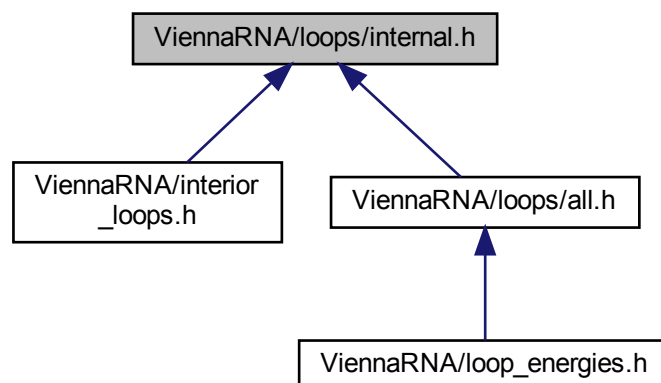 ViennaRNA/loops/internal.h
ViennaRNA/interior
_loops.h
ViennaRNA/loops/all.h
ViennaRNA/loop_energies.h